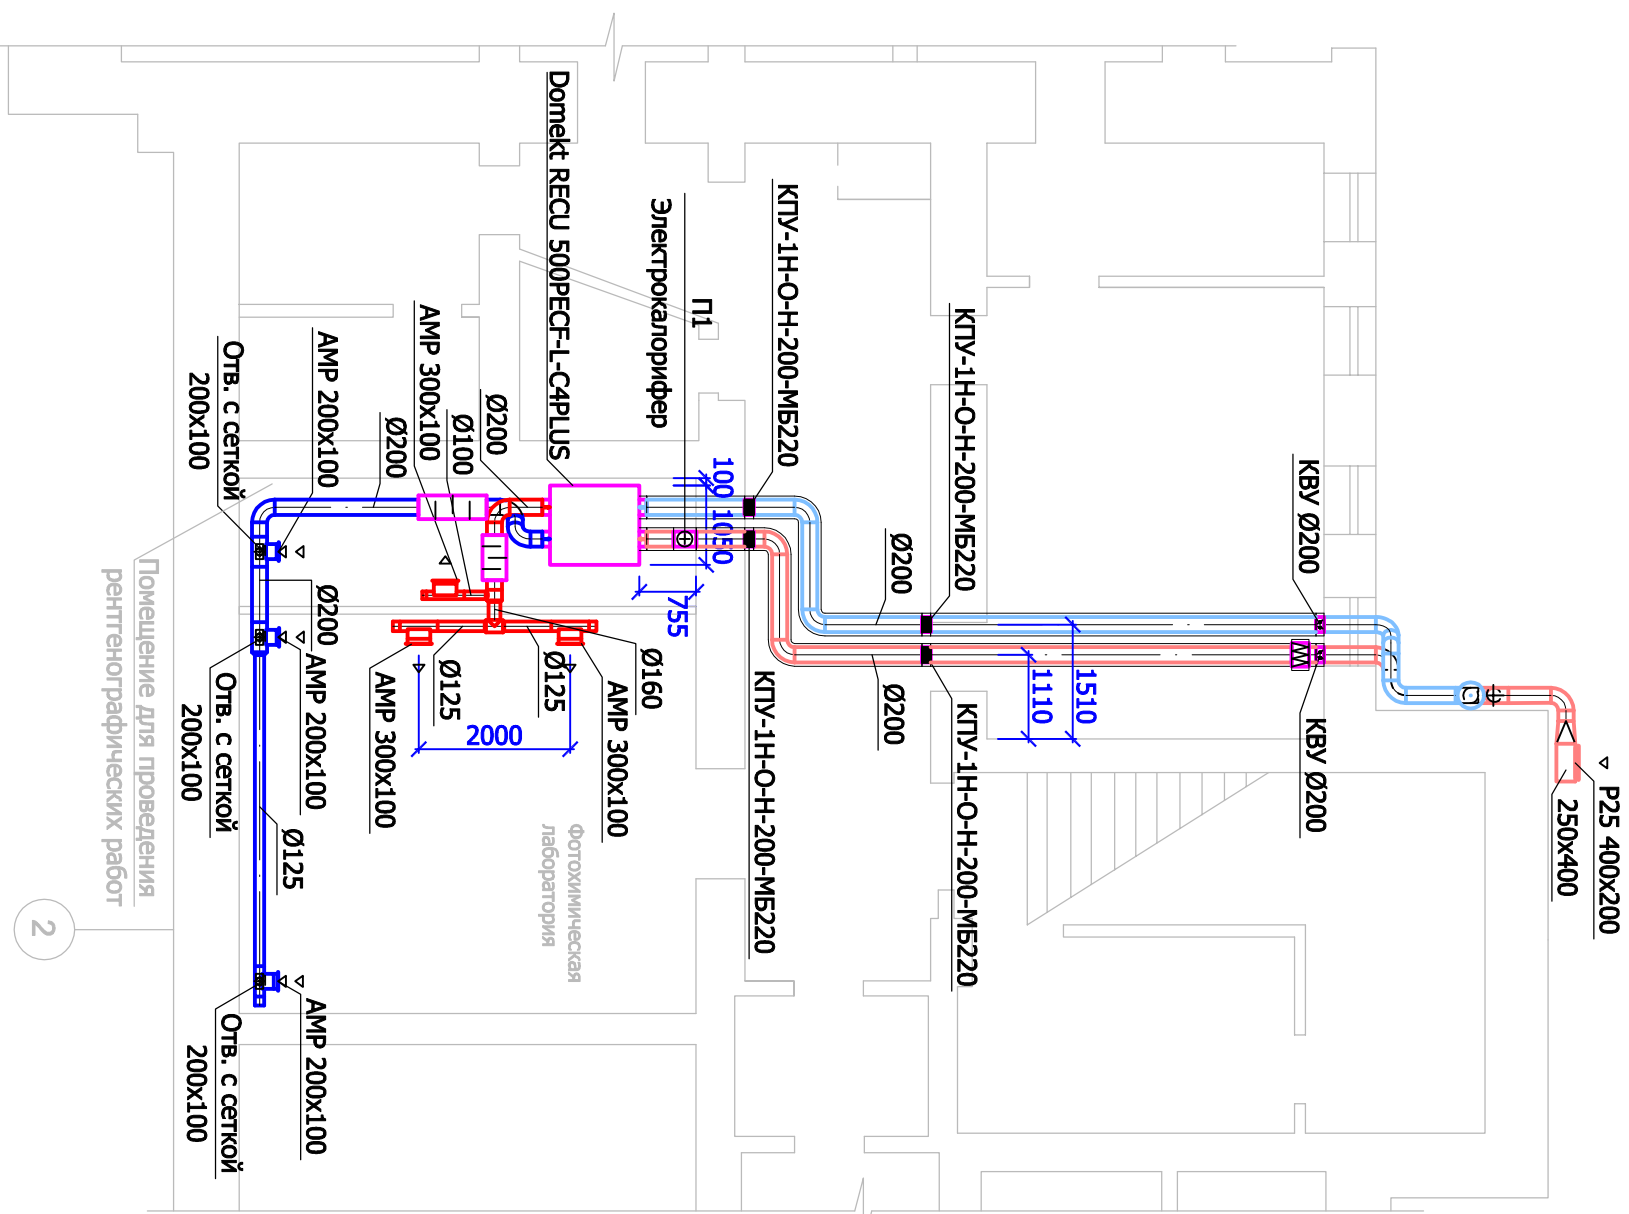 Domekt RECU 500PECF-L-C4PLUS
П1
Электрокалорифер
КПУ-1Н-О-Н-200-МБ220
КПУ-1Н-О-Н-200-МБ220
КВУ Ø200
АМР 300х100
Ø100
Ø200
Ø200
АМР 200х100
Отв. с сеткой
200х100
100
1050
755
Ø200
Ø200
1510
1110
КВУ Ø200
Р25 400х200
250х400
КПУ-1Н-О-Н-200-МБ220
КПУ-1Н-О-Н-200-МБ220
Ø160
Ø125
АМР 300х100
Ø125
АМР 300х100
2000
Ø200
АМР 200х100
Отв. с сеткой
200х100
Ø125
АМР 200х100
Отв. с сеткой
200х100
Фотохимическая
лаборатория
Помещение для проведения
рентгенографических работ
2